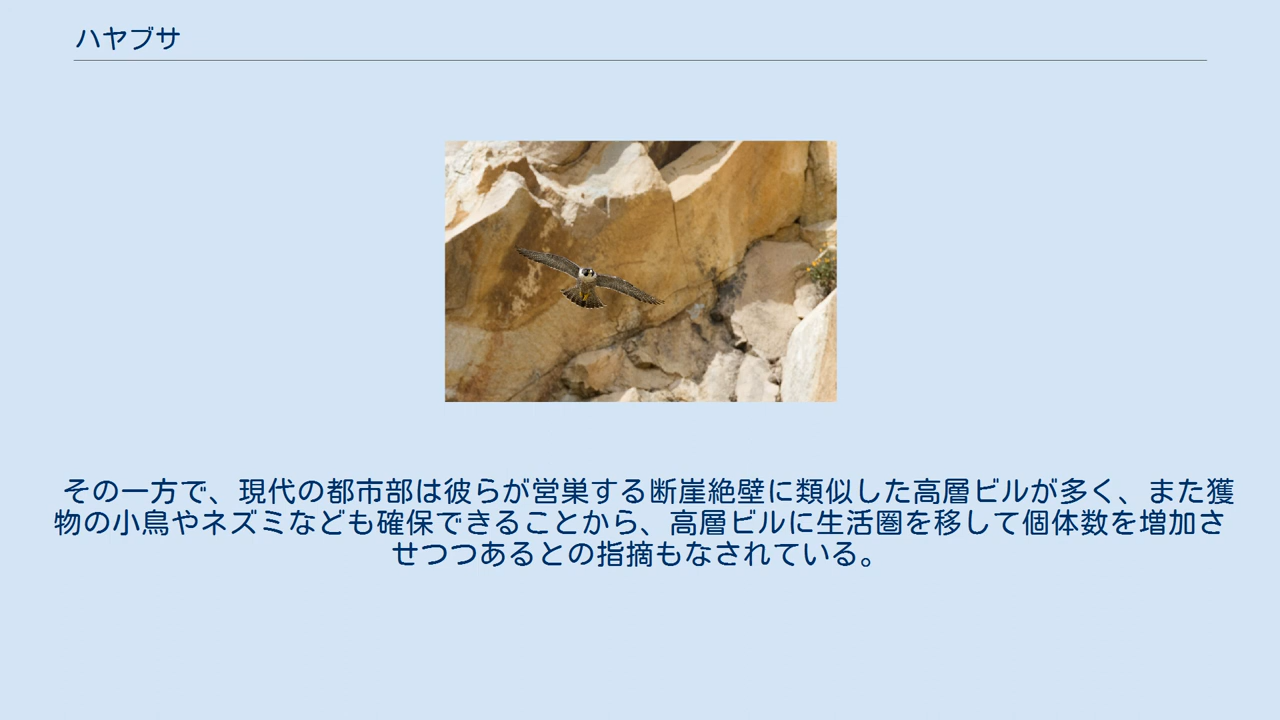 ハヤブサ
その一方で、現代の都市部は彼らが営巣する断崖絶壁に類似した高層ビルが多く、また獲
物の小鳥やネズミなども確保できることから、高層ビルに生活圏を移して個体数を増加さ
せつつあるとの指摘もなされている。